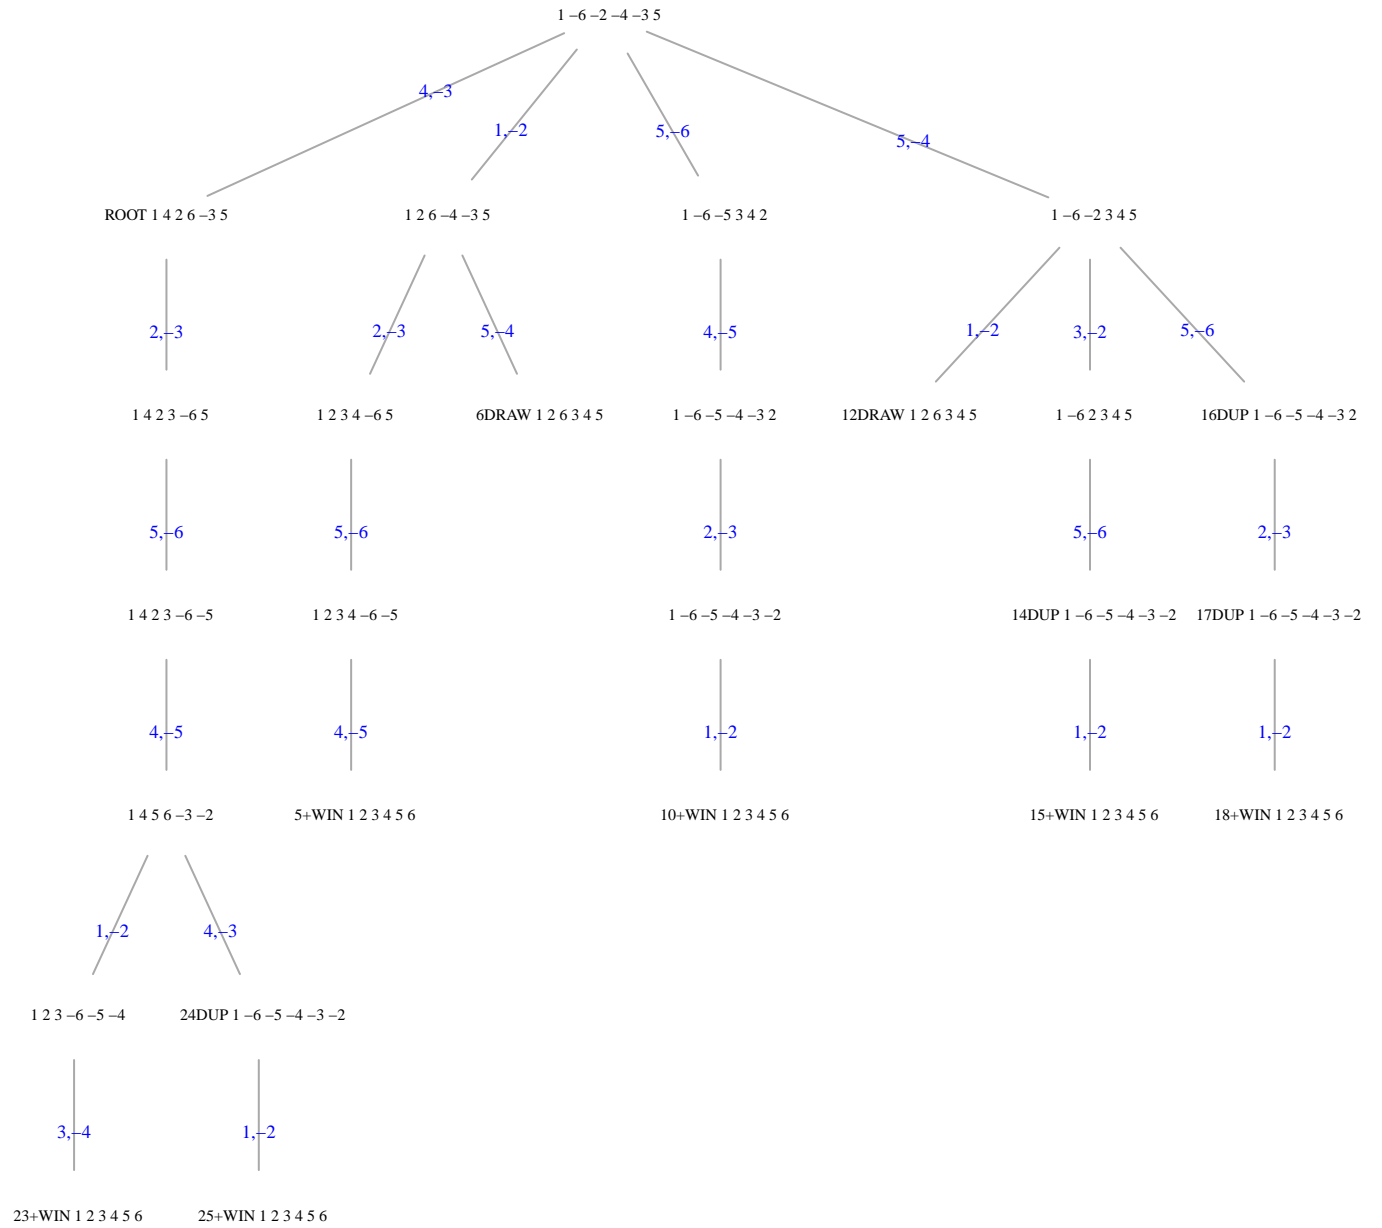 1 –6 –2 –4 –3 5
4,–3
1,–2
5,–6
5,–4
ROOT 1 4 2 6 –3 5
1 2 6 –4 –3 5
1 –6 –5 3 4 2
1 –6 –2 3 4 5
2,–3
2,–3
5,–4
4,–5
1,–2
3,–2
5,–6
1 4 2 3 –6 5
1 2 3 4 –6 5
6DRAW 1 2 6 3 4 5
1 –6 –5 –4 –3 2
12DRAW 1 2 6 3 4 5
1 –6 2 3 4 5
16DUP 1 –6 –5 –4 –3 2
5,–6
5,–6
2,–3
5,–6
2,–3
1 4 2 3 –6 –5
1 2 3 4 –6 –5
1 –6 –5 –4 –3 –2
14DUP 1 –6 –5 –4 –3 –2
17DUP 1 –6 –5 –4 –3 –2
4,–5
4,–5
1,–2
1,–2
1,–2
1 4 5 6 –3 –2
5+WIN 1 2 3 4 5 6
10+WIN 1 2 3 4 5 6
15+WIN 1 2 3 4 5 6
18+WIN 1 2 3 4 5 6
1,–2
4,–3
1 2 3 –6 –5 –4
24DUP 1 –6 –5 –4 –3 –2
3,–4
1,–2
23+WIN 1 2 3 4 5 6
25+WIN 1 2 3 4 5 6